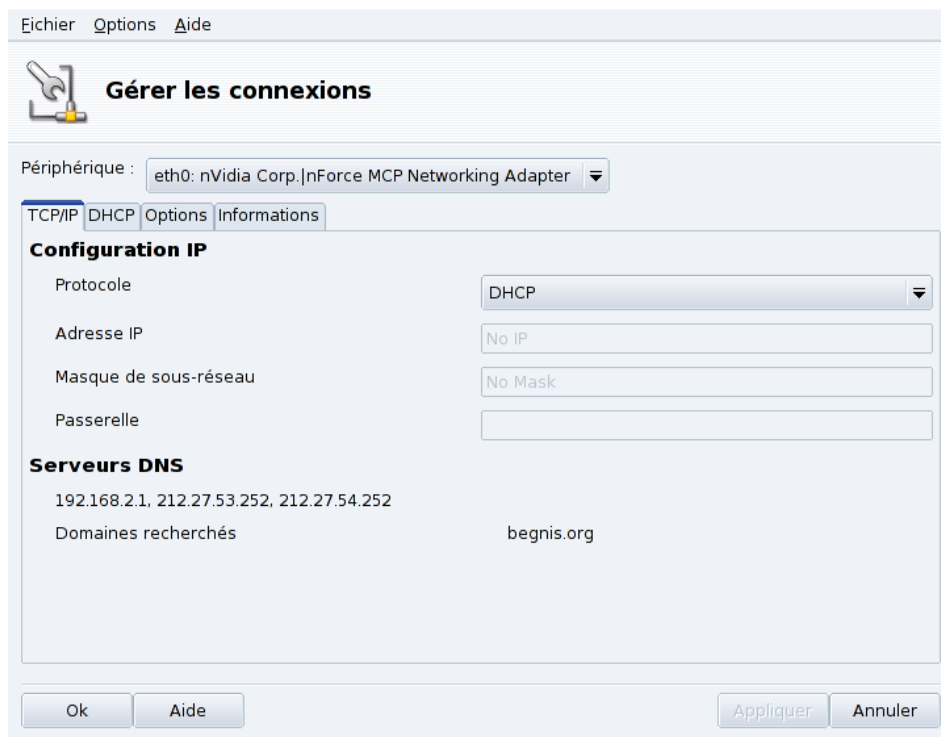 Fichier Options Aide
Gérer les connexions
Périphérique : eth0: nVidia Corp.|nForce MCP Networking Adapter
TCP/IP DHCP Options Informations
Configuration IP
Protocole DHCP
Adresse IP No IP
Masque de sous-réseau No Mask
Passerelle
Serveurs DNS
192.168.2.1, 212.27.53.252, 212.27.54.252
Domaines recherchés begnis.org
Ok Aide Appliquer Annuler